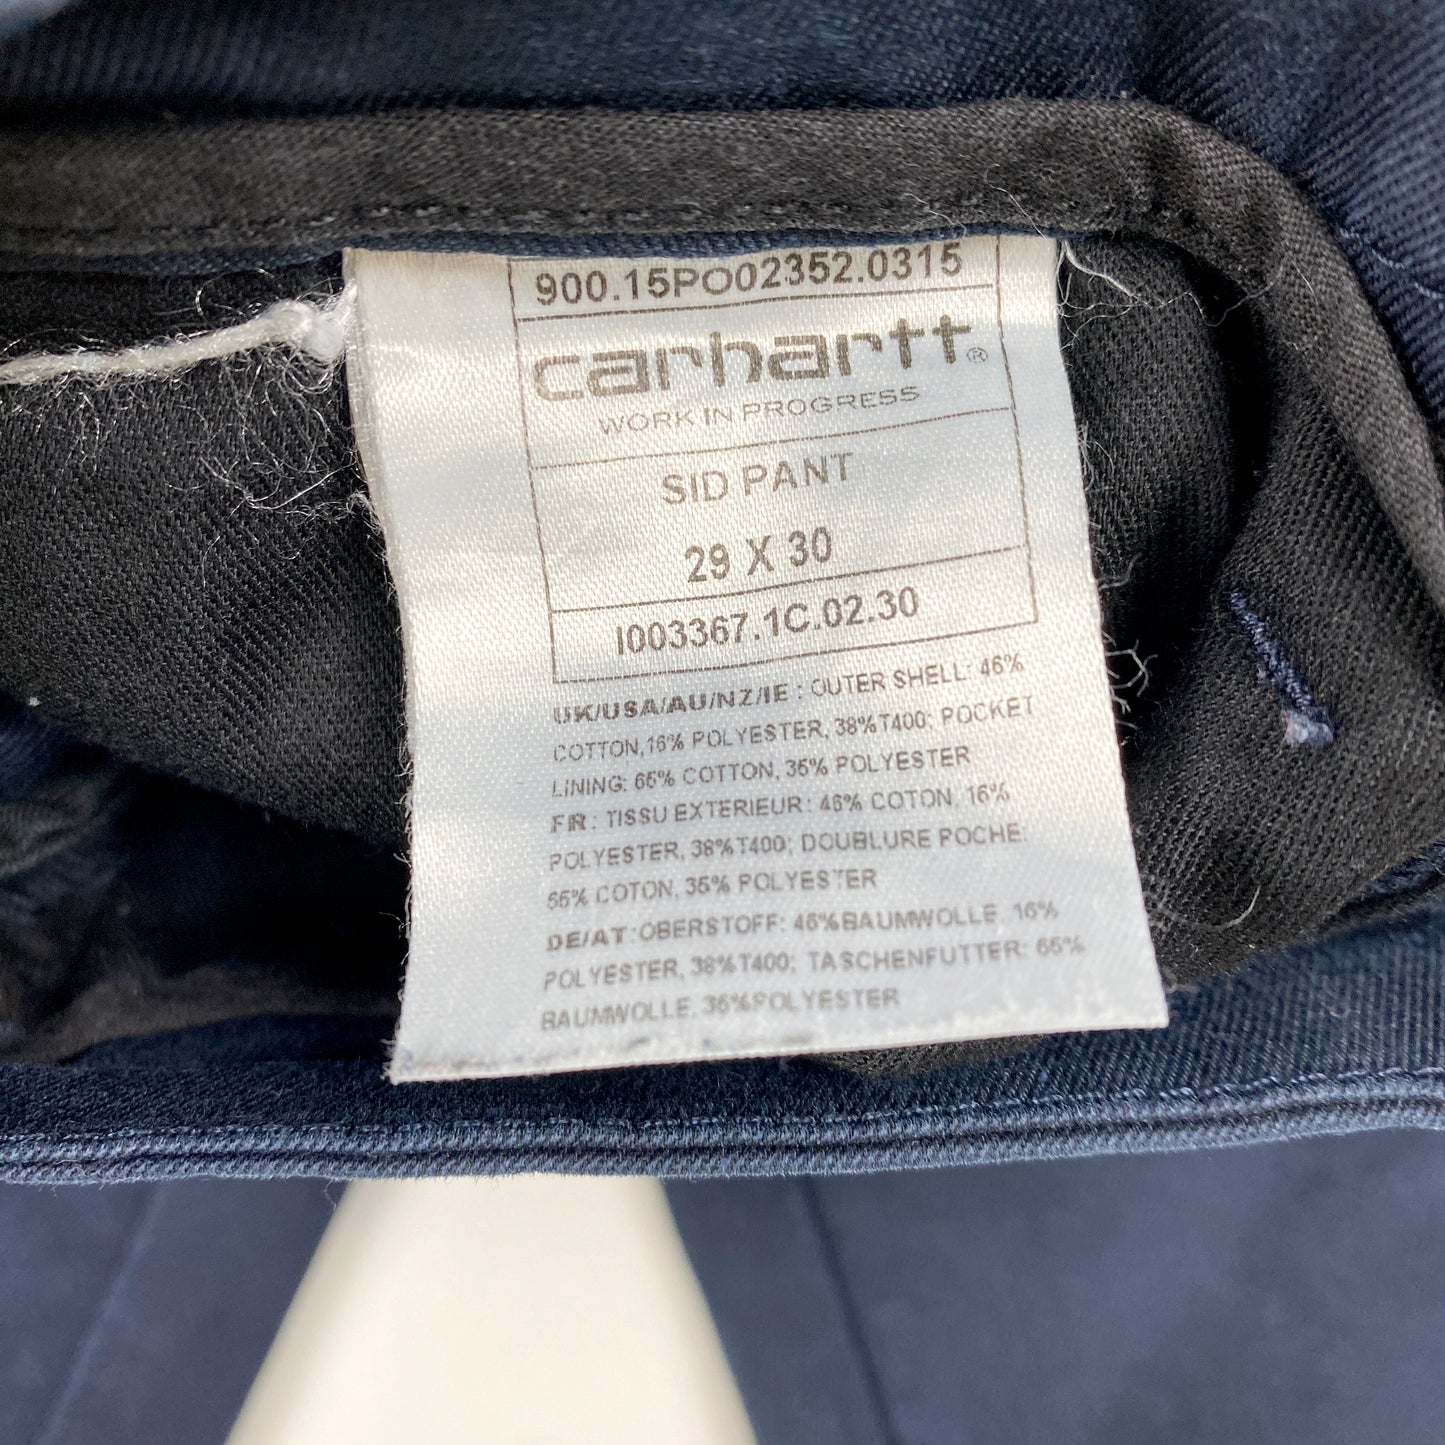 900.15PO02352.0315
carhartt®
WORK IN PROGRESS
SID PANT
29 X 30
I003367.1C.02.30
UK/USA/AU/NZ/IE : OUTER SHELL: 46%
COTTON,16% POLYESTER, 38%T400; POCKET
LINING: 65% COTTON, 35% POLYESTER
FR: TISSU EXTERIEUR: 46% COTON, 16%
POLYESTER, 38%T400; DOUBLURE POCHE:
65% COTON, 35% POLYESTER
DE/AT:OBERSTOFF: 46%BAUMWOLLE, 16%
POLYESTER, 38%T400; TASCHENFUTTER: 65%
BAUMWOLLE, 35%POLYESTER